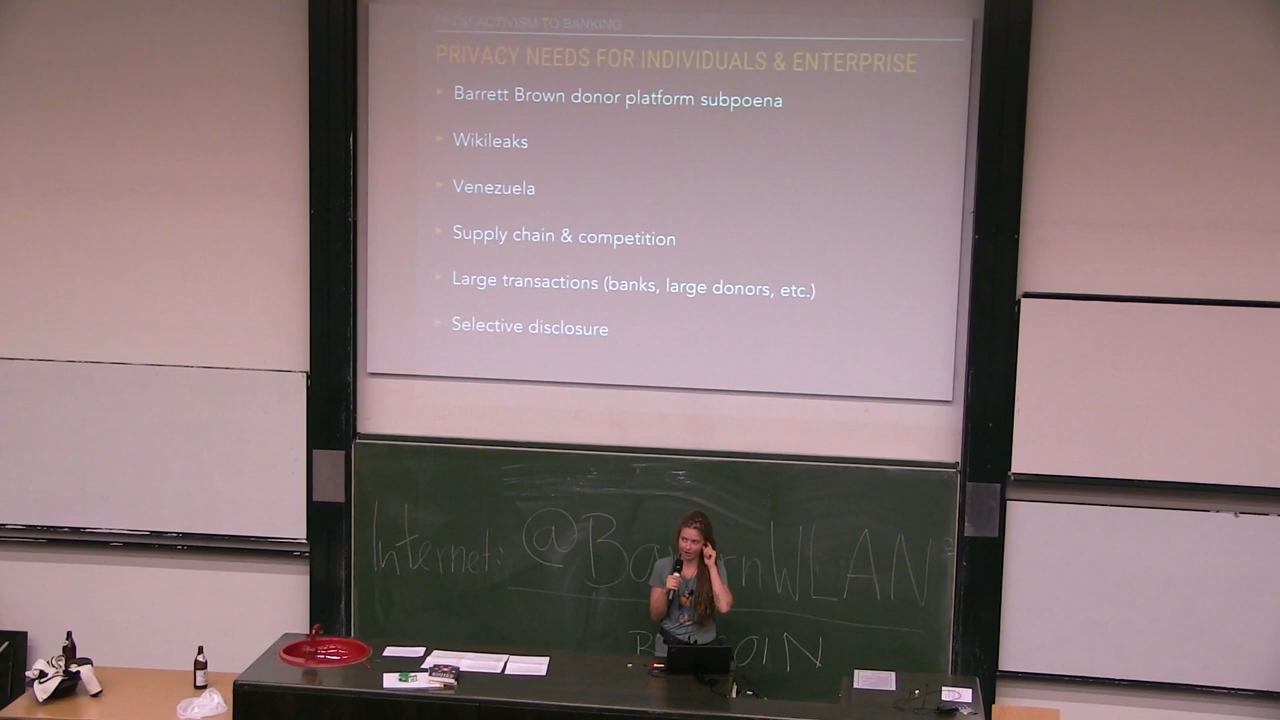 FROM ACTIVISM TO BANKING
PRIVACY NEEDS FOR INDIVIDUALS & ENTERPRISE
Barrett Brown donor platform subpoena
Wikileaks
Venezuela
Supply chain & competition
Large transactions (banks, large donors, etc.)
Selective disclosure
Internet: @BayernWLAN